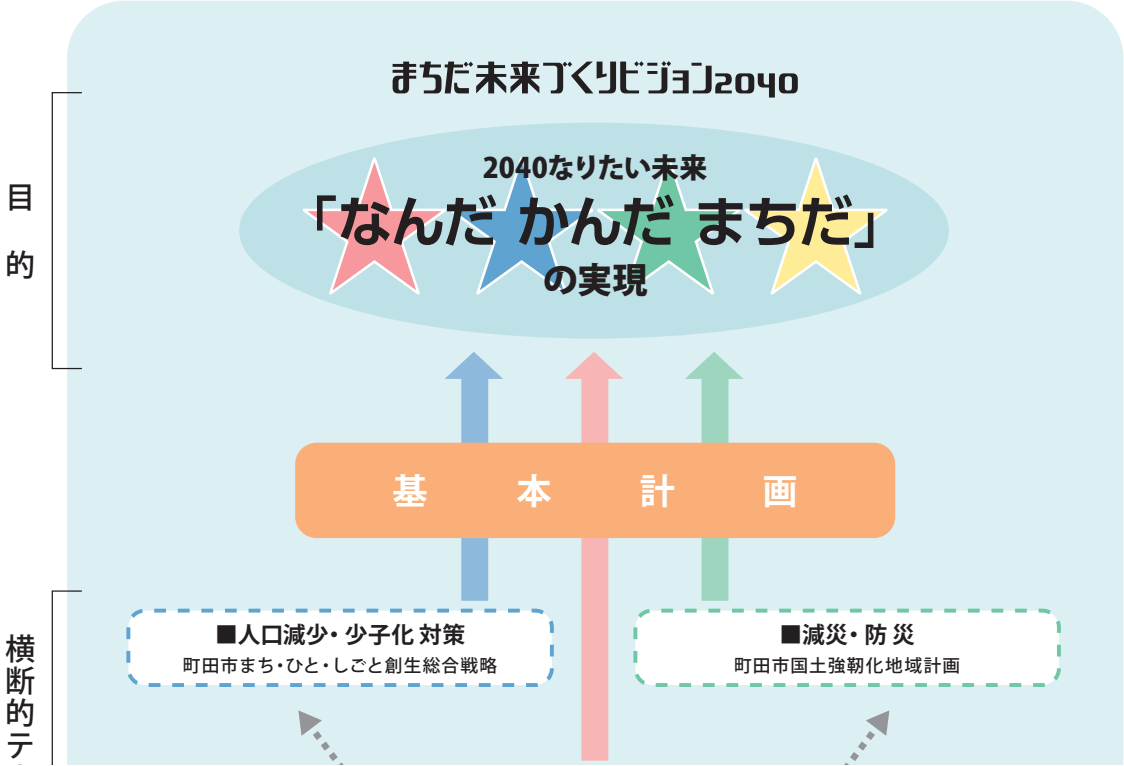 まちだ未来づくりビジョン2040
2040なりたい未来
「なんだ かんだ まちだ」
の実現
目的
基本計画
■人口減少・少子化 対策
町田市まち・ひと・しごと創生総合戦略
■減災・防 災
町田市国土強靭化地域計画
横断的テ